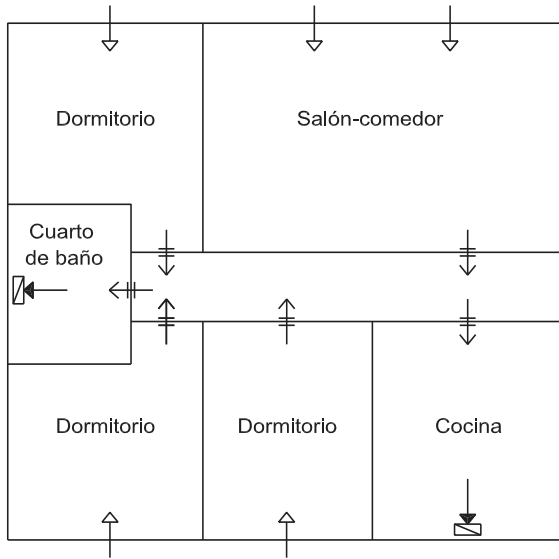 Dormitorio
Salón-comedor
Cuarto
de baño
Dormitorio
Dormitorio
Cocina